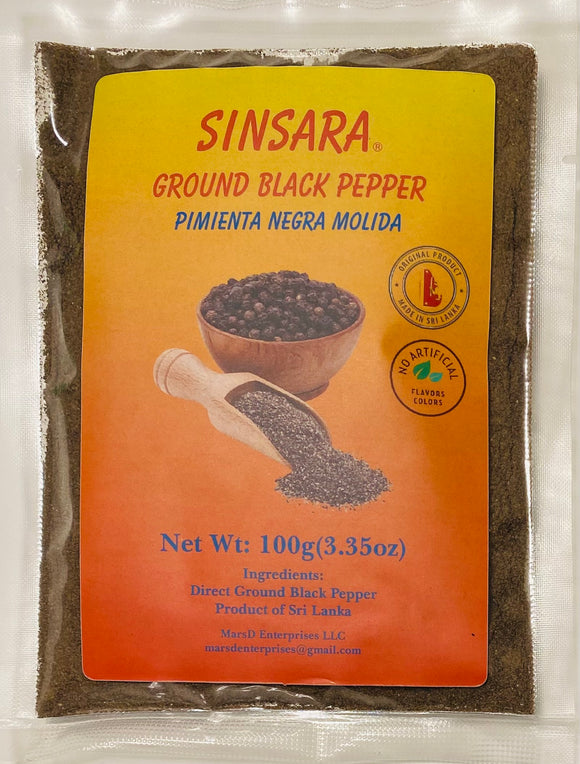 SINSARA®
GROUND BLACK PEPPER
PIMIENTA NEGRA MOLIDA
ORIGINAL PRODUCT
MADE IN SRI LANKA
NO ARTIFICIAL
FLAVORS
COLORS
Net Wt: 100g(3.35oz)
Ingredients:
Direct Ground Black Pepper
Product of Sri Lanka
MarsD Enterprises LLC
marsdenterprises@gmail.com